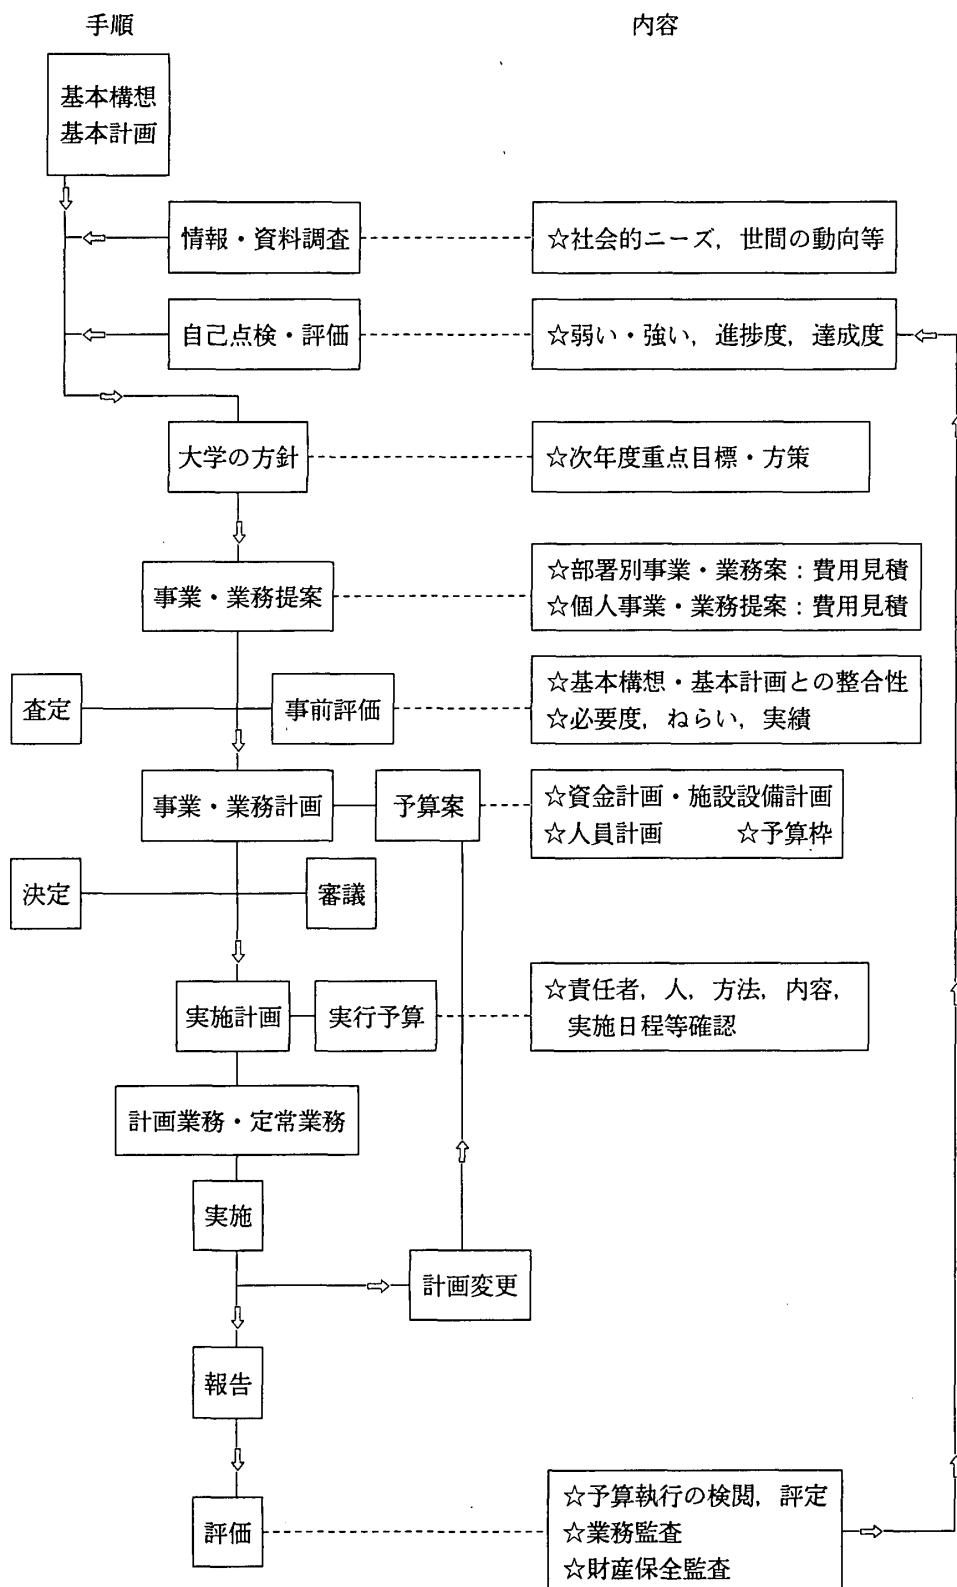 手順
内容
基本構想
基本計画
情報・資料調査
☆社会的ニーズ，世間の動向等
自己点検・評価
☆弱い・強い，進捗度，達成度
大学の方針
☆次年度重点目標・方策
事業・業務提案
☆部署別事業・業務案：費用見積
☆個人事業・業務提案：費用見積
査定
事前評価
☆基本構想・基本計画との整合性
☆必要度，ねらい，実績
事業・業務計画
予算案
☆資金計画・施設設備計画
☆人員計画　　　☆予算枠
決定
審議
実施計画
実行予算
☆責任者，人，方法，内容，
実施日程等確認
計画業務・定常業務
実施
計画変更
報告
評価
☆予算執行の検閲，評定
☆業務監査
☆財産保全監査